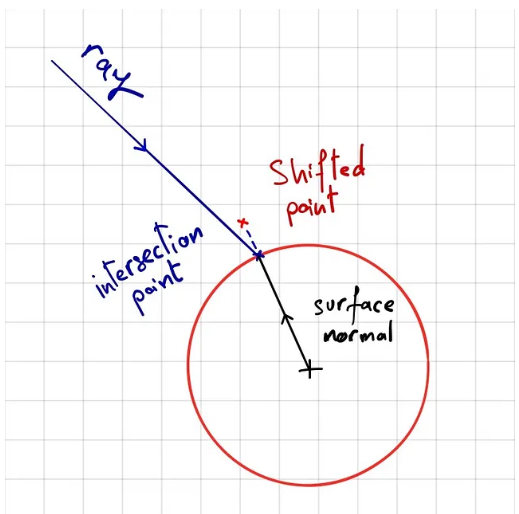 ray
Shifted
point
intersection
point
surface
normal